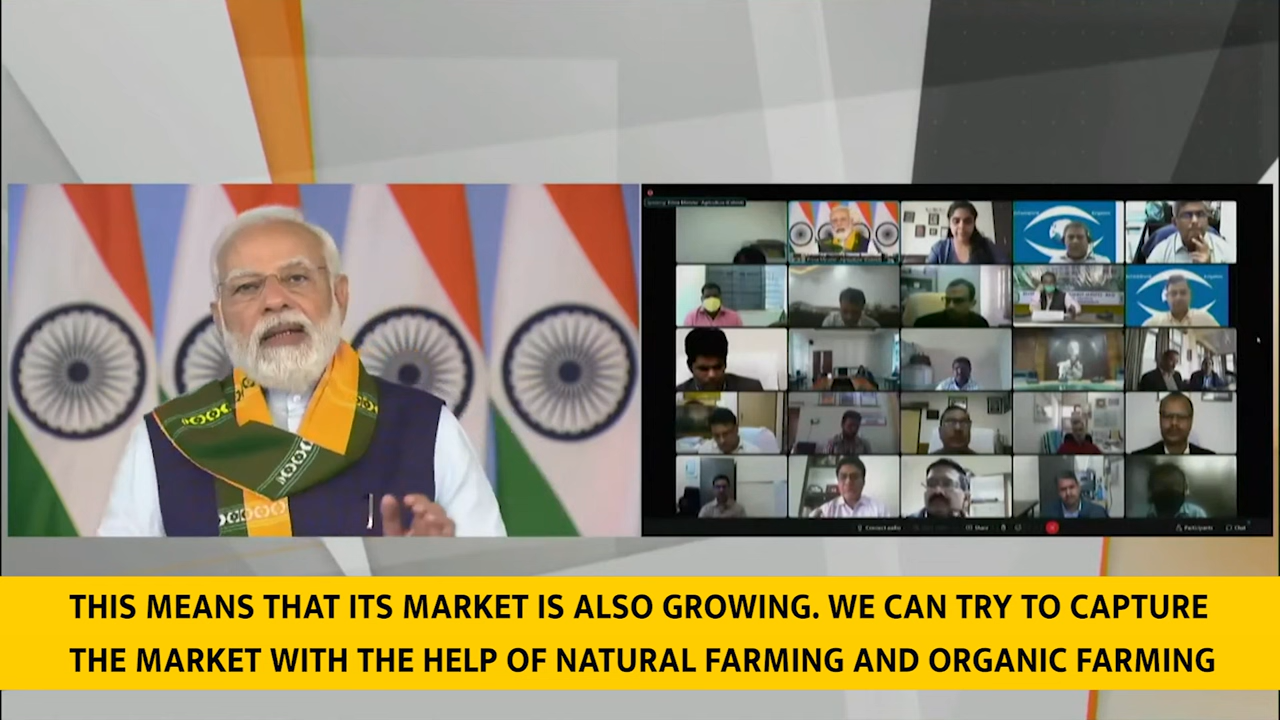 THIS MEANS THAT ITS MARKET IS ALSO GROWING. WE CAN TRY TO CAPTURE
THE MARKET WITH THE HELP OF NATURAL FARMING AND ORGANIC FARMING